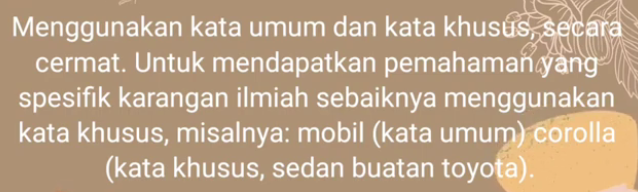 Menggunakan kata umum dan kata khusus, secara
cermat. Untuk mendapatkan pemahaman yang
spesifik karangan ilmiah sebaiknya menggunakan
kata khusus, misalnya: mobil (kata umum) corolla
(kata khusus, sedan buatan toyota).